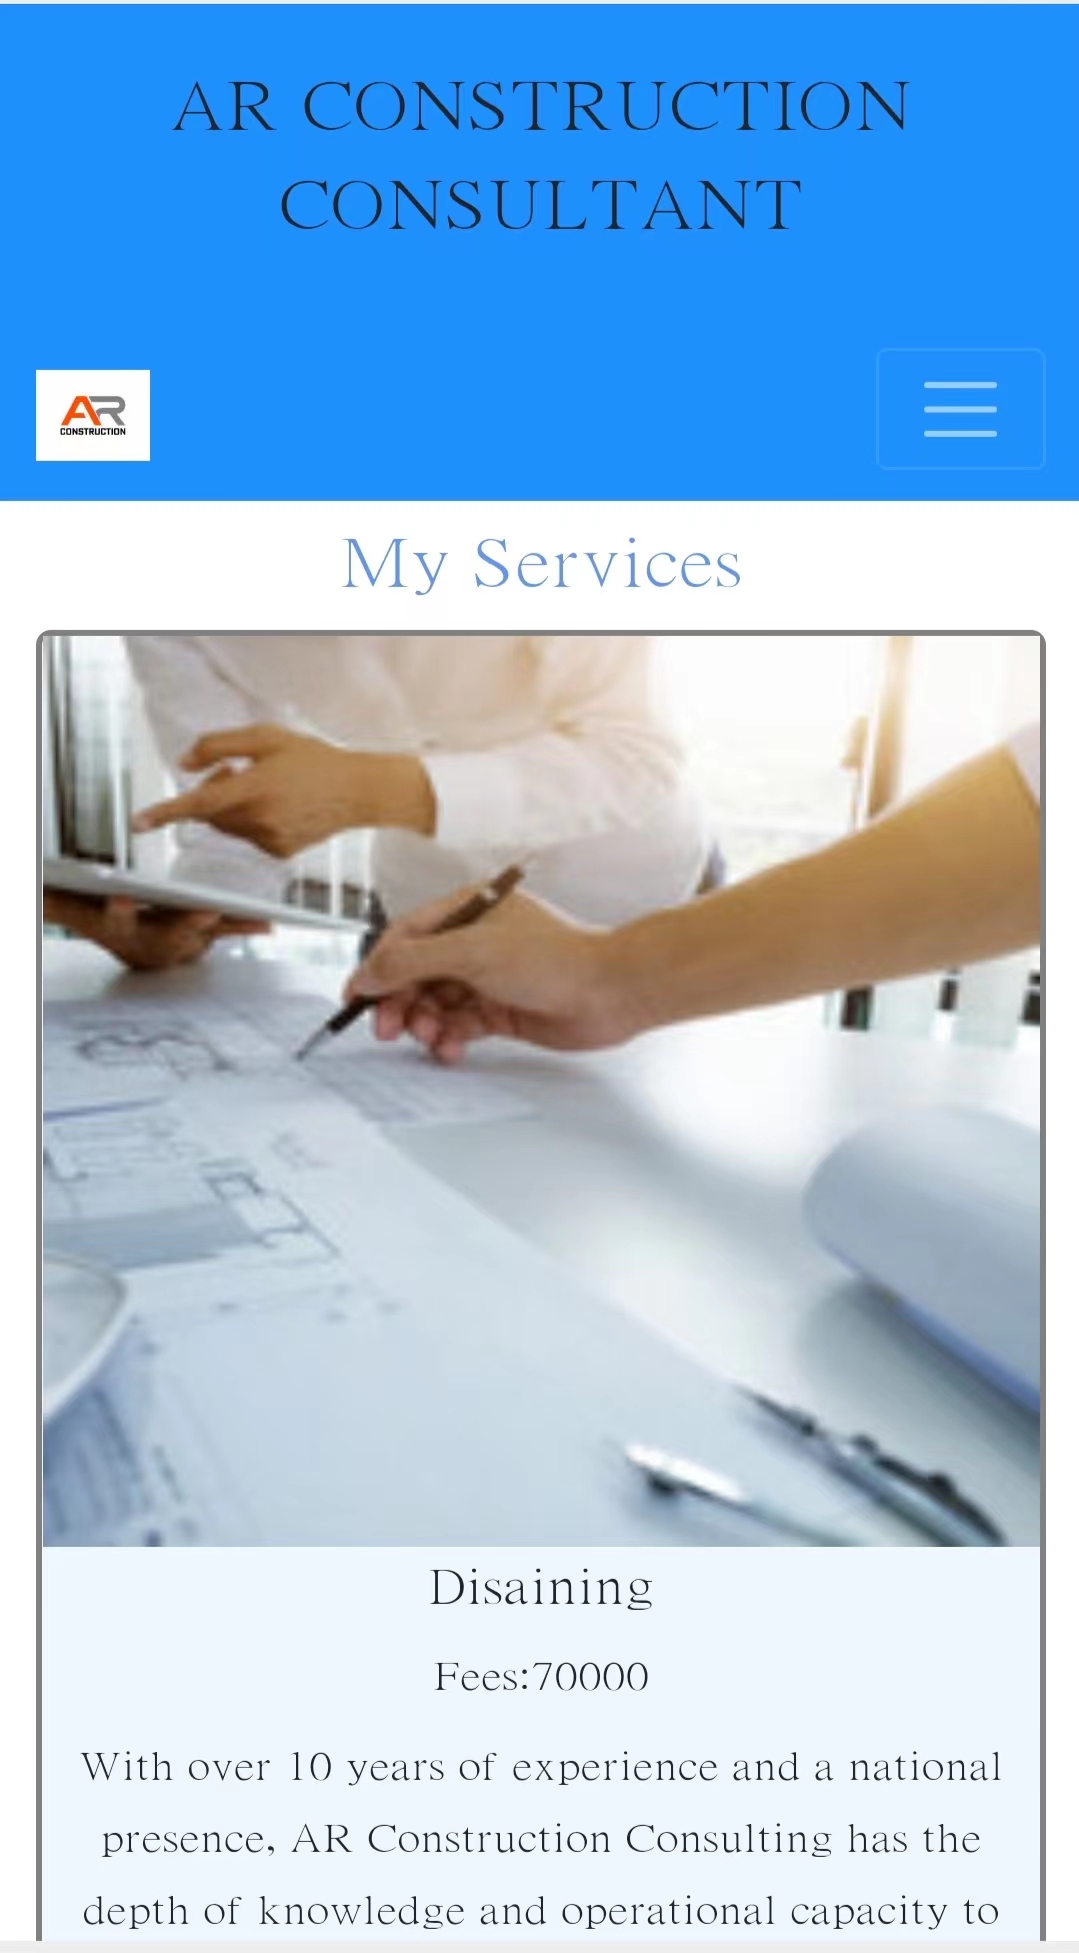 AR CONSTRUCTION
CONSULTANT
AR
CONSTRUCTION
My Services
Disaining
Fees:70000
With over 10 years of experience and a national
presence, AR Construction Consulting has the
depth of knowledge and operational capacity to